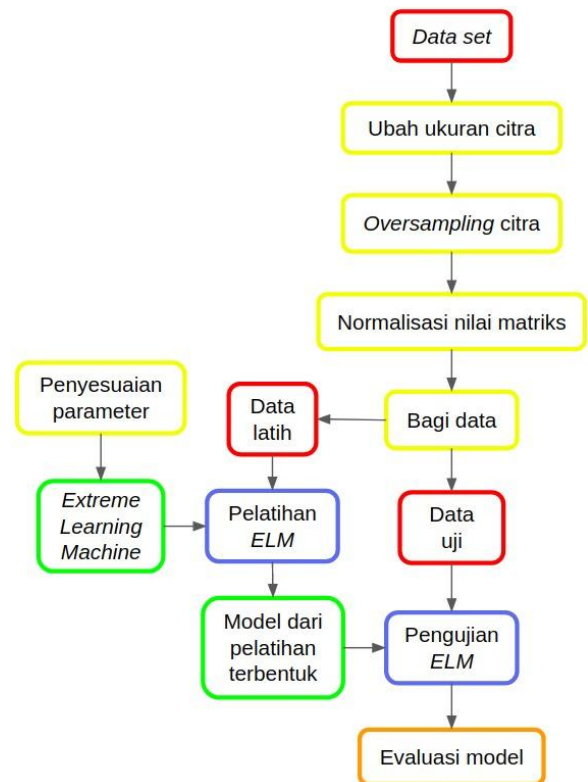 Data set
Ubah ukuran citra
Oversampling citra
Normalisasi nilai matriks
Penyesuaian
parameter
Data
latih
Bagi data
Extreme
Learning
Machine
Pelatihan
ELM
Data
uji
Model dari
pelatihan
terbentuk
Pengujian
ELM
Evaluasi model